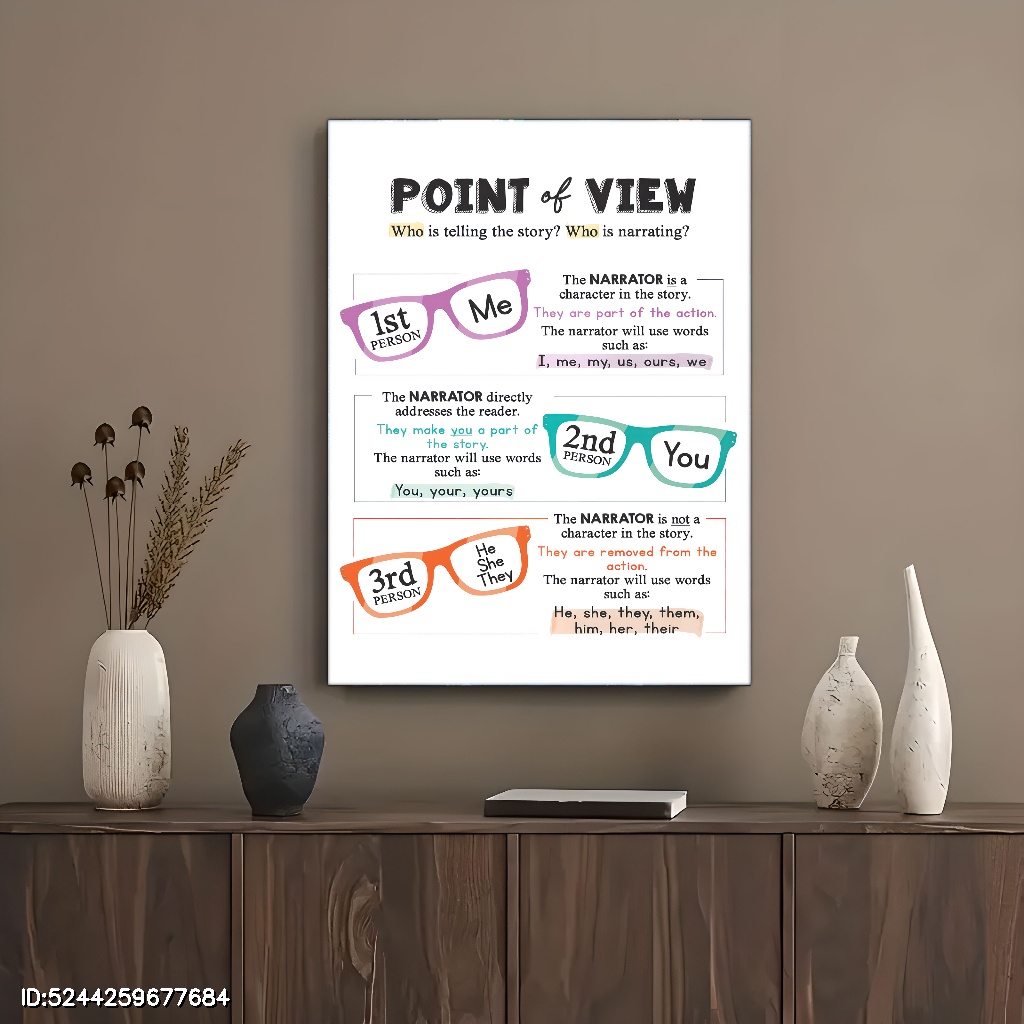 POINT of VIEW
Who is telling the story? Who is narrating?
1st
PERSON
Me
The NARRATOR is a
character in the story.
They are part of the action.
The narrator will use words
such as:
I, me, my, us, ours, we
The NARRATOR directly
addresses the reader.
They make you a part of
the story.
The narrator will use words
such as:
You, your, yours
2nd
PERSON
You
3rd
PERSON
He
She
They
The NARRATOR is not a
character in the story.
They are removed from the
action.
The narrator will use words
such as:
He, she, they, them,
him, her, their
ID:5244259677684